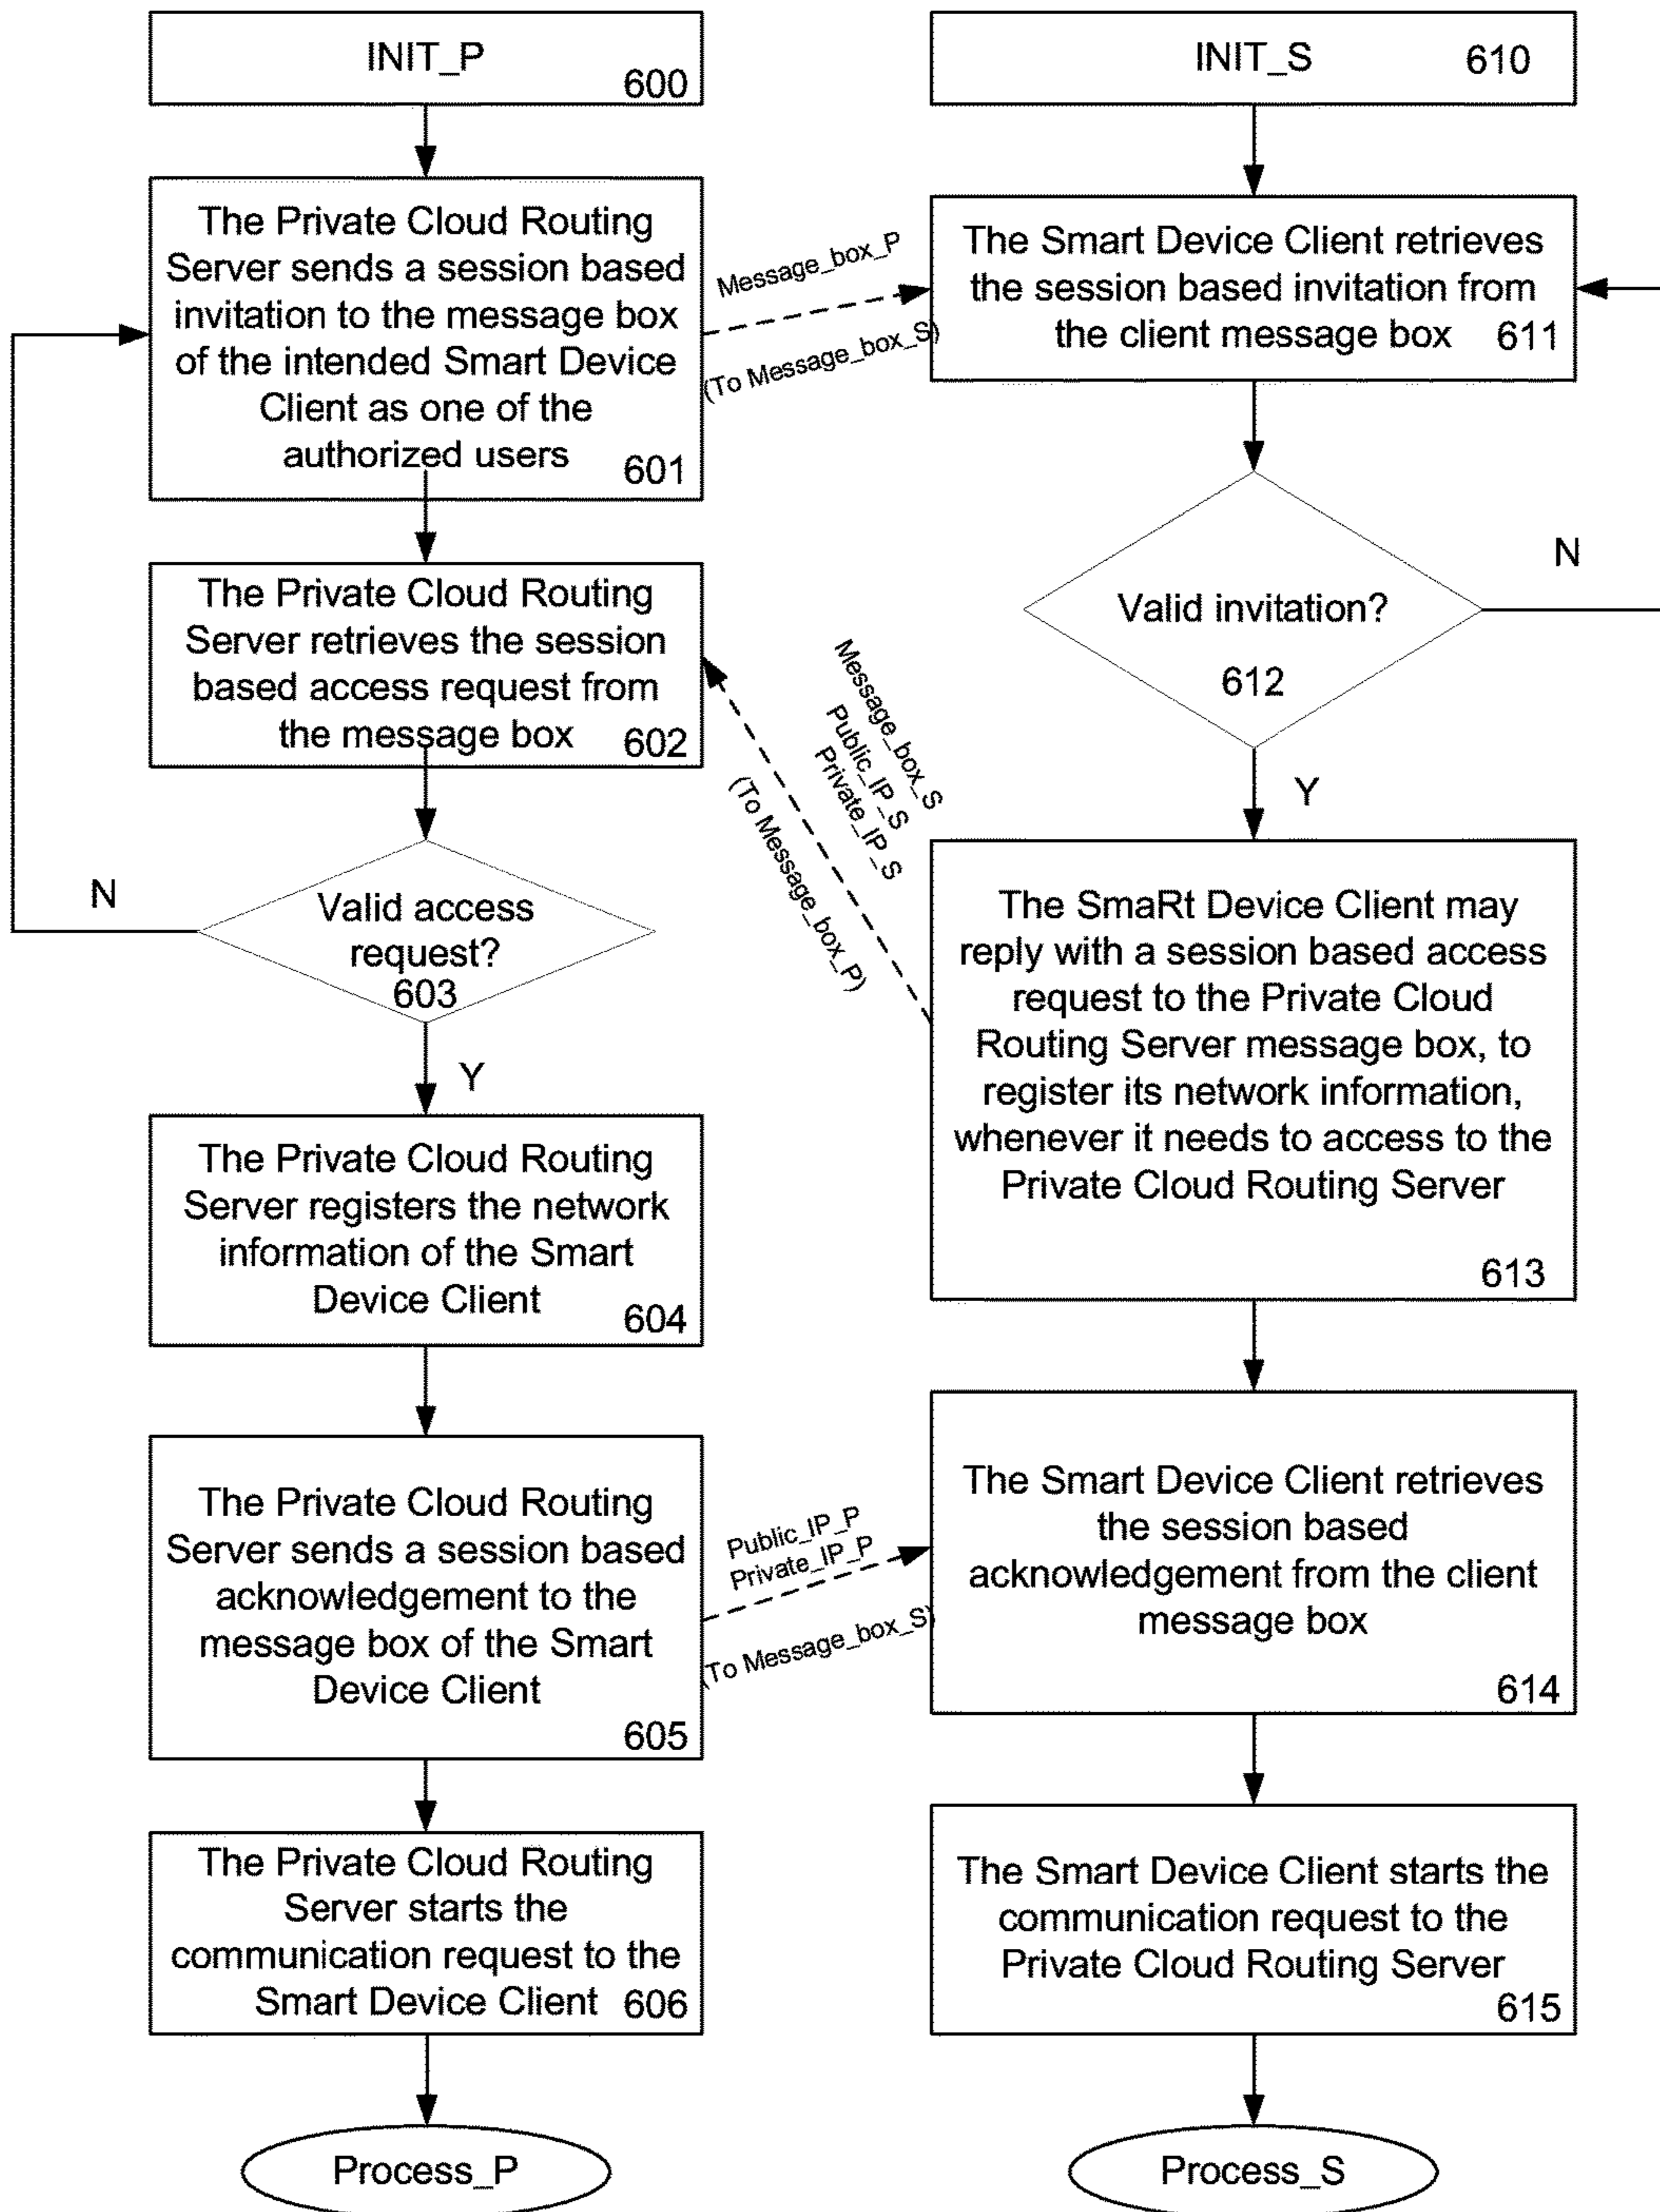 INIT_P
600
The Private Cloud Routing
Server sends a session based
invitation to the message box
of the intended Smart Device
Client as one of the
authorized users
601
The Private Cloud Routing
Server retrieves the session
based access request from
the message box
602
N
Valid access
request?
603
Y
The Private Cloud Routing
Server registers the network
information of the Smart
Device Client
604
The Private Cloud Routing
Server sends a session based
acknowledgement to the
message box of the Smart
Device Client
605
The Private Cloud Routing
Server starts the
communication request to the
Smart Device Client
606
Process_P
Message_box_P
(To Message_box_S)
Message_box_S
Public_IP_S
Private_IP_S
(To Message_box_P)
Public_IP_P
Private_IP_P
(To Message_box_S)
INIT_S
610
The Smart Device Client retrieves
the session based invitation from
the client message box
611
N
Valid invitation?
612
Y
The SmaRt Device Client may
reply with a session based access
request to the Private Cloud
Routing Server message box, to
register its network information,
whenever it needs to access to the
Private Cloud Routing Server
613
The Smart Device Client retrieves
the session based
acknowledgement from the client
message box
614
The Smart Device Client starts the
communication request to the
Private Cloud Routing Server
615
Process_S